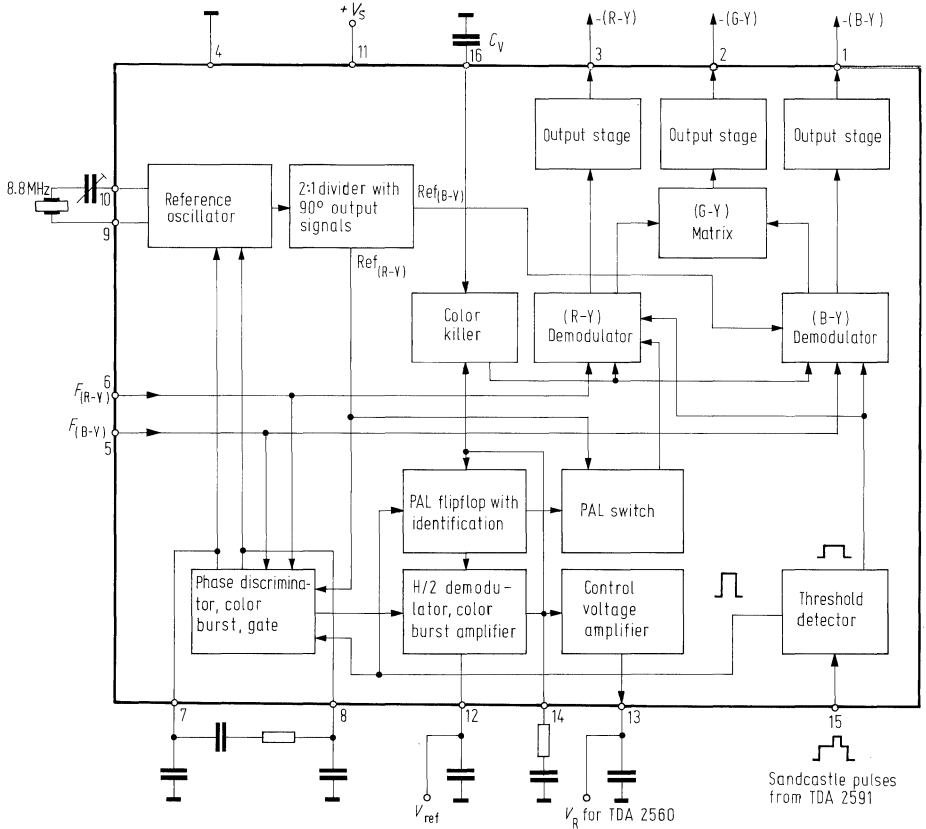 +VS
-(R-Y)
-(G-Y)
-(B-Y)
4
11
CV
16
3
2
1
Output stage
Output stage
Output stage
8.8MHz
10
9
Reference
oscillator
2:1 divider with
90° output
signals
Ref(B-Y)
Ref(R-Y)
(G-Y)
Matrix
Color
killer
(R-Y)
Demodulator
(B-Y)
Demodulator
6
F(R-Y)
F(B-Y)
5
PAL flipflop with
identification
PAL switch
Phase discrimina-
tor, color
burst, gate
H/2 demodu-
lator, color
burst amplifier
Control
voltage
amplifier
Threshold
detector
7
8
12
14
13
15
Vref
VR for TDA 2560
Sandcastle pulses
from TDA 2591